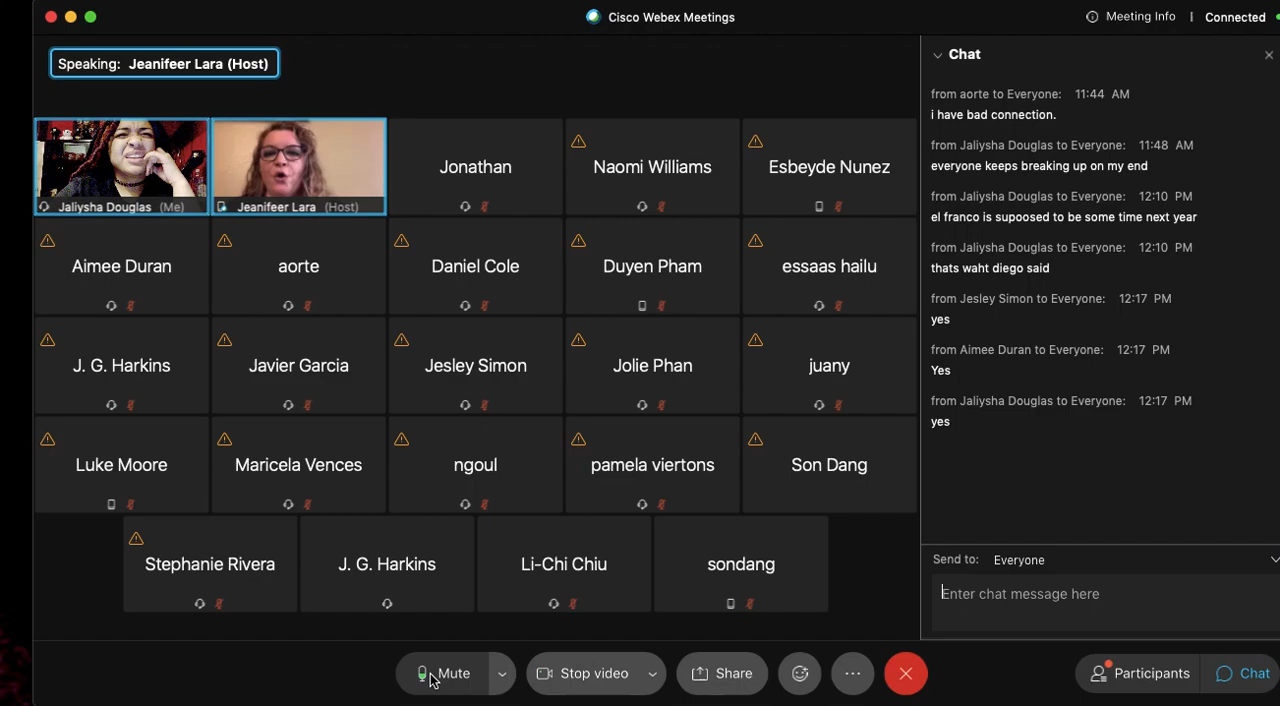 Cisco Webex Meetings
Meeting Info
Connected
Speaking: Jeanifeer Lara (Host)
Jaliysha Douglas (Me)
Jeanifeer Lara (Host)
Jonathan
Naomi Williams
Esbeyde Nunez
Aimee Duran
aorte
Daniel Cole
Duyen Pham
essaas hailu
J. G. Harkins
Javier Garcia
Jesley Simon
Jolie Phan
juany
Luke Moore
Maricela Vences
ngoul
pamela viertons
Son Dang
Stephanie Rivera
J. G. Harkins
Li-Chi Chiu
sondang
Chat
from aorte to Everyone: 11:44 AM
i have bad connection.
from Jaliysha Douglas to Everyone: 11:48 AM
everyone keeps breaking up on my end
from Jaliysha Douglas to Everyone: 12:10 PM
el franco is supoosed to be some time next year
from Jaliysha Douglas to Everyone: 12:10 PM
thats waht diego said
from Jesley Simon to Everyone: 12:17 PM
yes
from Aimee Duran to Everyone: 12:17 PM
Yes
from Jaliysha Douglas to Everyone: 12:17 PM
yes
Send to: Everyone
Enter chat message here
Mute
Stop video
Share
Participants
Chat